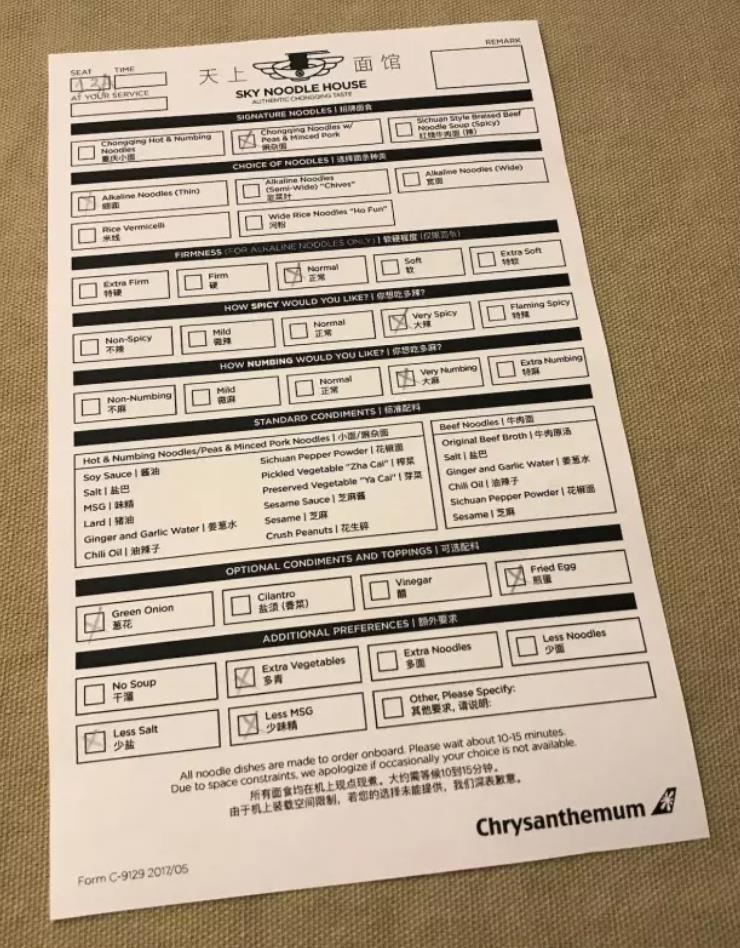 SEAT TIME
REMARK
天上 面馆
AT YOUR SERVICE
SKY NOODLE HOUSE
AUTHENTIC CHONGQING TASTE
SIGNATURE NOODLES | 招牌面食
Chongqing Hot & Numbing Noodles
重庆小面
Chongqing Noodles w/ Peas & Minced Pork
豌杂面
Sichuan Style Braised Beef Noodle Soup (Spicy)
红烧牛肉面 (辣)
CHOICE OF NOODLES | 选择面条种类
Alkaline Noodles (Thin)
细面
Alkaline Noodles (Semi-Wide) "Chives"
韭菜叶
Alkaline Noodles (Wide)
宽面
Rice Vermicelli
米线
Wide Rice Noodles "Ho Fun"
河粉
FIRMNESS (FOR ALKALINE NOODLES ONLY) | 软硬程度 (仅限面条)
Extra Firm
特硬
Firm
硬
Normal
正常
Soft
软
Extra Soft
特软
HOW SPICY WOULD YOU LIKE? | 你想吃多辣?
Non-Spicy
不辣
Mild
微辣
Normal
正常
Very Spicy
大辣
Flaming Spicy
特辣
HOW NUMBING WOULD YOU LIKE? | 你想吃多麻?
Non-Numbing
不麻
Mild
微麻
Normal
正常
Very Numbing
大麻
Extra Numbing
特麻
STANDARD CONDIMENTS | 标准配料
Hot & Numbing Noodles/Peas & Minced Pork Noodles | 小面/豌杂面
Soy Sauce | 酱油
Salt | 盐巴
MSG | 味精
Lard | 猪油
Ginger and Garlic Water | 姜葱水
Chili Oil | 油辣子
Sichuan Pepper Powder | 花椒面
Pickled Vegetable "Zha Cai" | 榨菜
Preserved Vegetable "Ya Cai" | 芽菜
Sesame Sauce | 芝麻酱
Sesame | 芝麻
Crush Peanuts | 花生碎
Beef Noodles | 牛肉面
Original Beef Broth | 牛肉原汤
Salt | 盐巴
Ginger and Garlic Water | 姜葱水
Chili Oil | 油辣子
Sichuan Pepper Powder | 花椒面
Sesame | 芝麻
OPTIONAL CONDIMENTS AND TOPPINGS | 可选配料
Green Onion
葱花
Cilantro
盐须 (香菜)
Vinegar
醋
Fried Egg
煎蛋
ADDITIONAL PREFERENCES | 额外要求
No Soup
干溜
Extra Vegetables
多青
Extra Noodles
多面
Less Noodles
少面
Less Salt
少盐
Less MSG
少味精
Other, Please Specify:
其他要求, 请说明:
All noodle dishes are made to order onboard. Please wait about 10-15 minutes.
Due to space constraints, we apologize if occasionally your choice is not available.
所有面食均在机上现点现煮。大约需等候10到15分钟。
由于机上装载空间限制，若您的选择未能提供，我们深表歉意。
Chrysanthemum
Form C-9129 2017/05